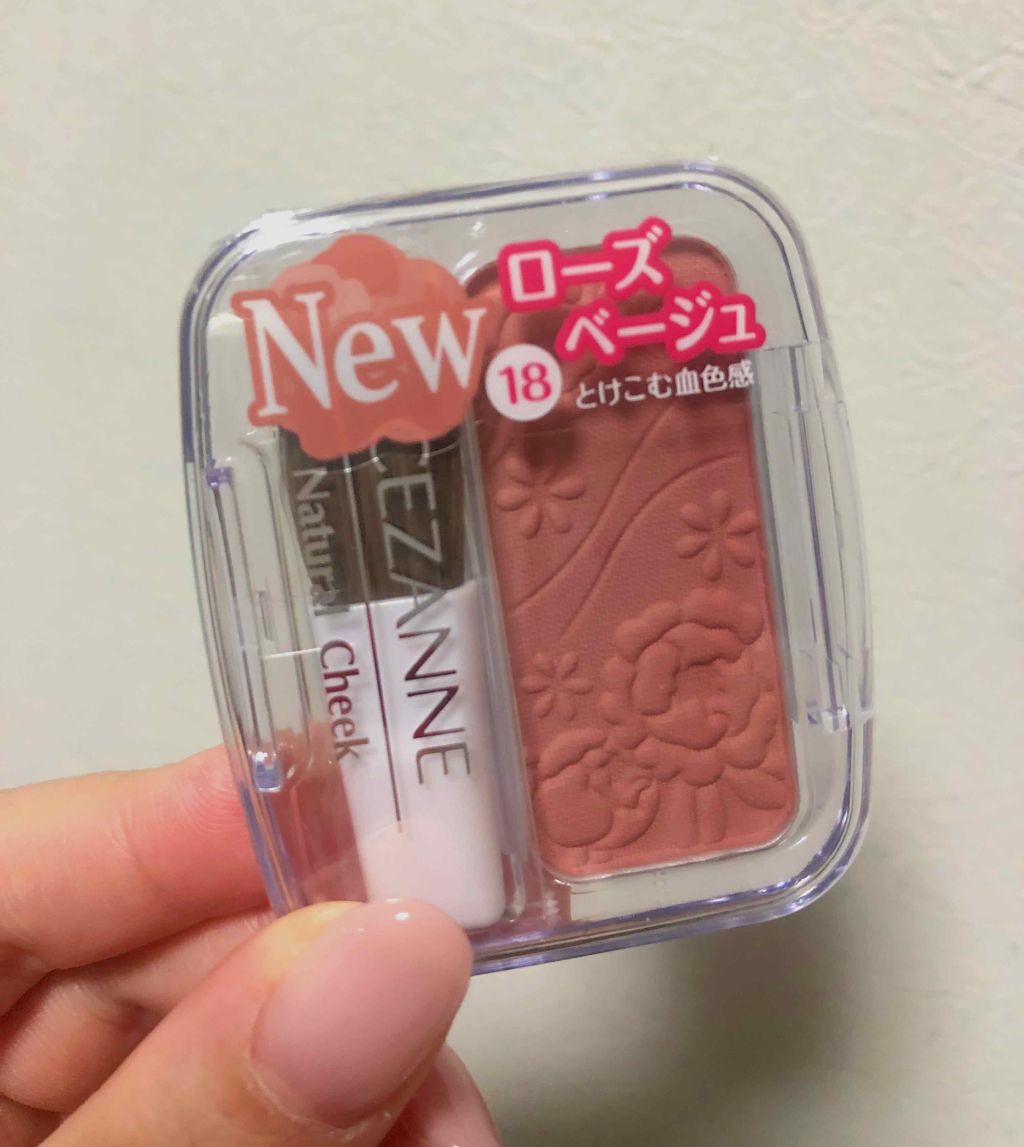 New
ローズ
ベージュ
18 とけこむ血色感
CEZANNE
Natural Cheek